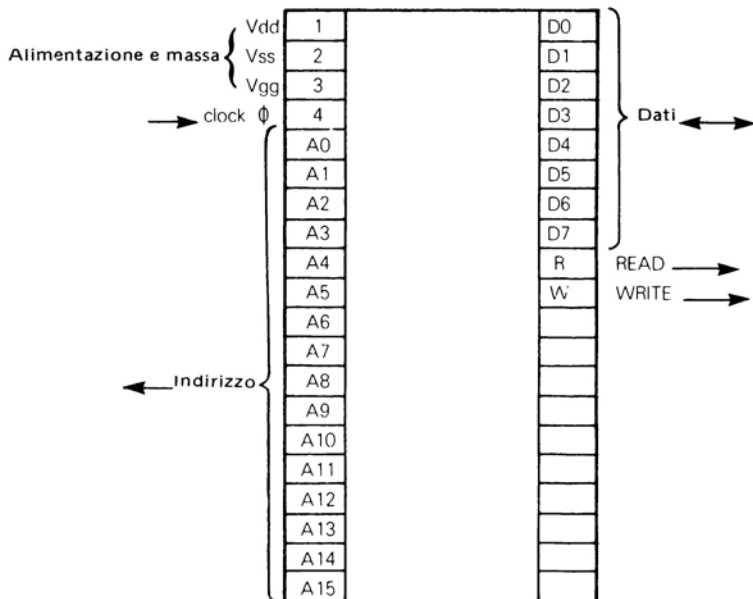 Vdd 1 D0
Alimentazione e massa Vss 2 D1
Vgg 3 D2
clock ϕ 4 D3 Dati
A0 D4
A1 D5
A2 D6
A3 D7
A4 R READ
A5 W WRITE
A6
A7
Indirizzo A8
A9
A10
A11
A12
A13
A14
A15